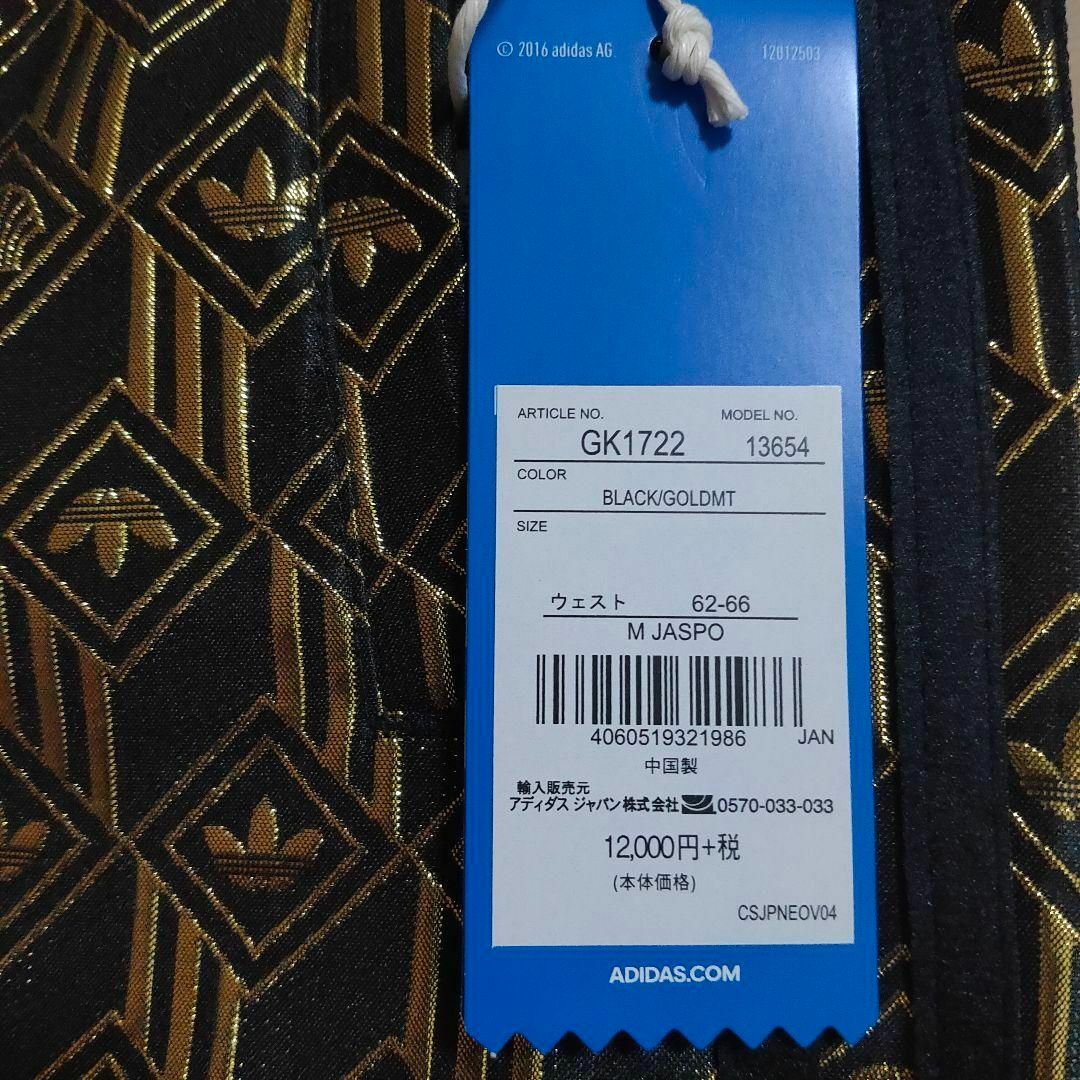 © 2016 adidas AG 12012503
ARTICLE NO. MODEL NO.
GK1722 13654
COLOR
BLACK/GOLDMT
SIZE
ウェスト 62-66
M JASPO
4060519321986 JAN
中国製
輸入販売元
アディダス ジャパン株式会社 0570-033-033
12,000円+税
(本体価格)
CSJPNEOV04
ADIDAS.COM